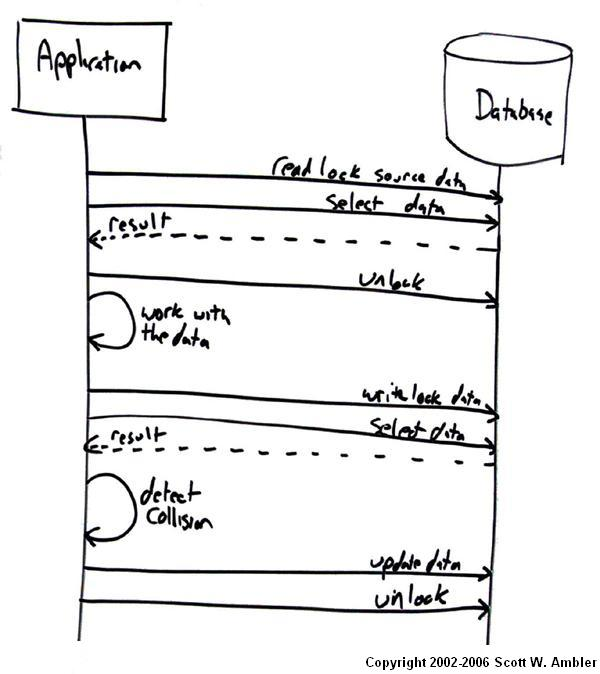 Application
Database
read lock source data
select data
result
unlock
work with
the data
write lock data
select data
result
detect
collision
update data
unlock
Copyright 2002-2006 Scott W. Ambler